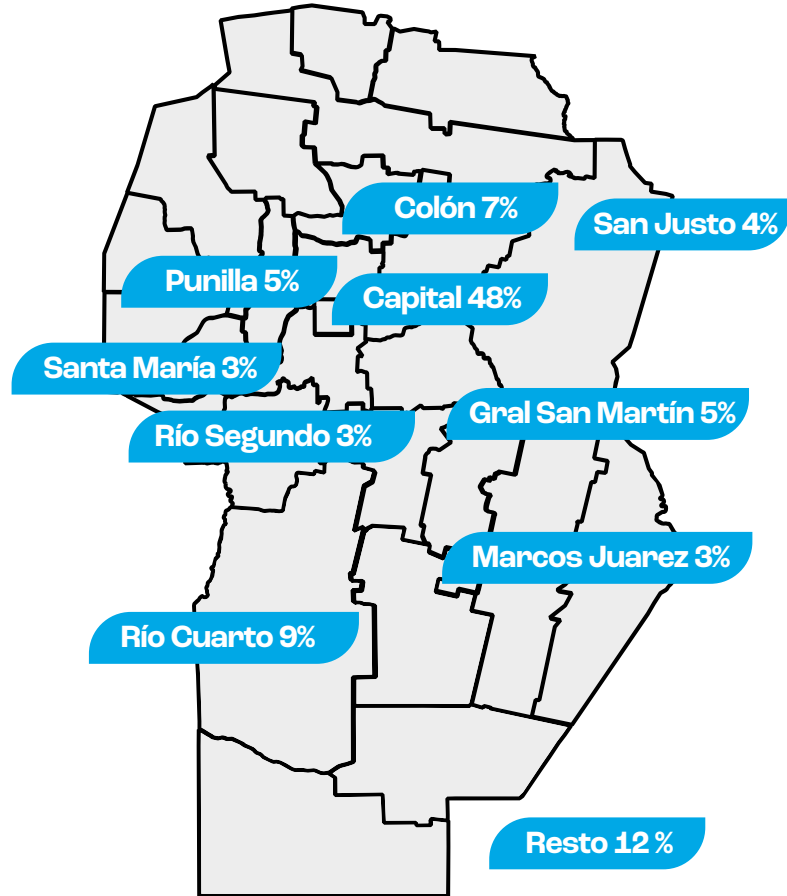 Colón 7%
San Justo 4%
Punilla 5%
Capital 48%
Santa María 3%
Gral San Martín 5%
Río Segundo 3%
Marcos Juarez 3%
Río Cuarto 9%
Resto 12 %